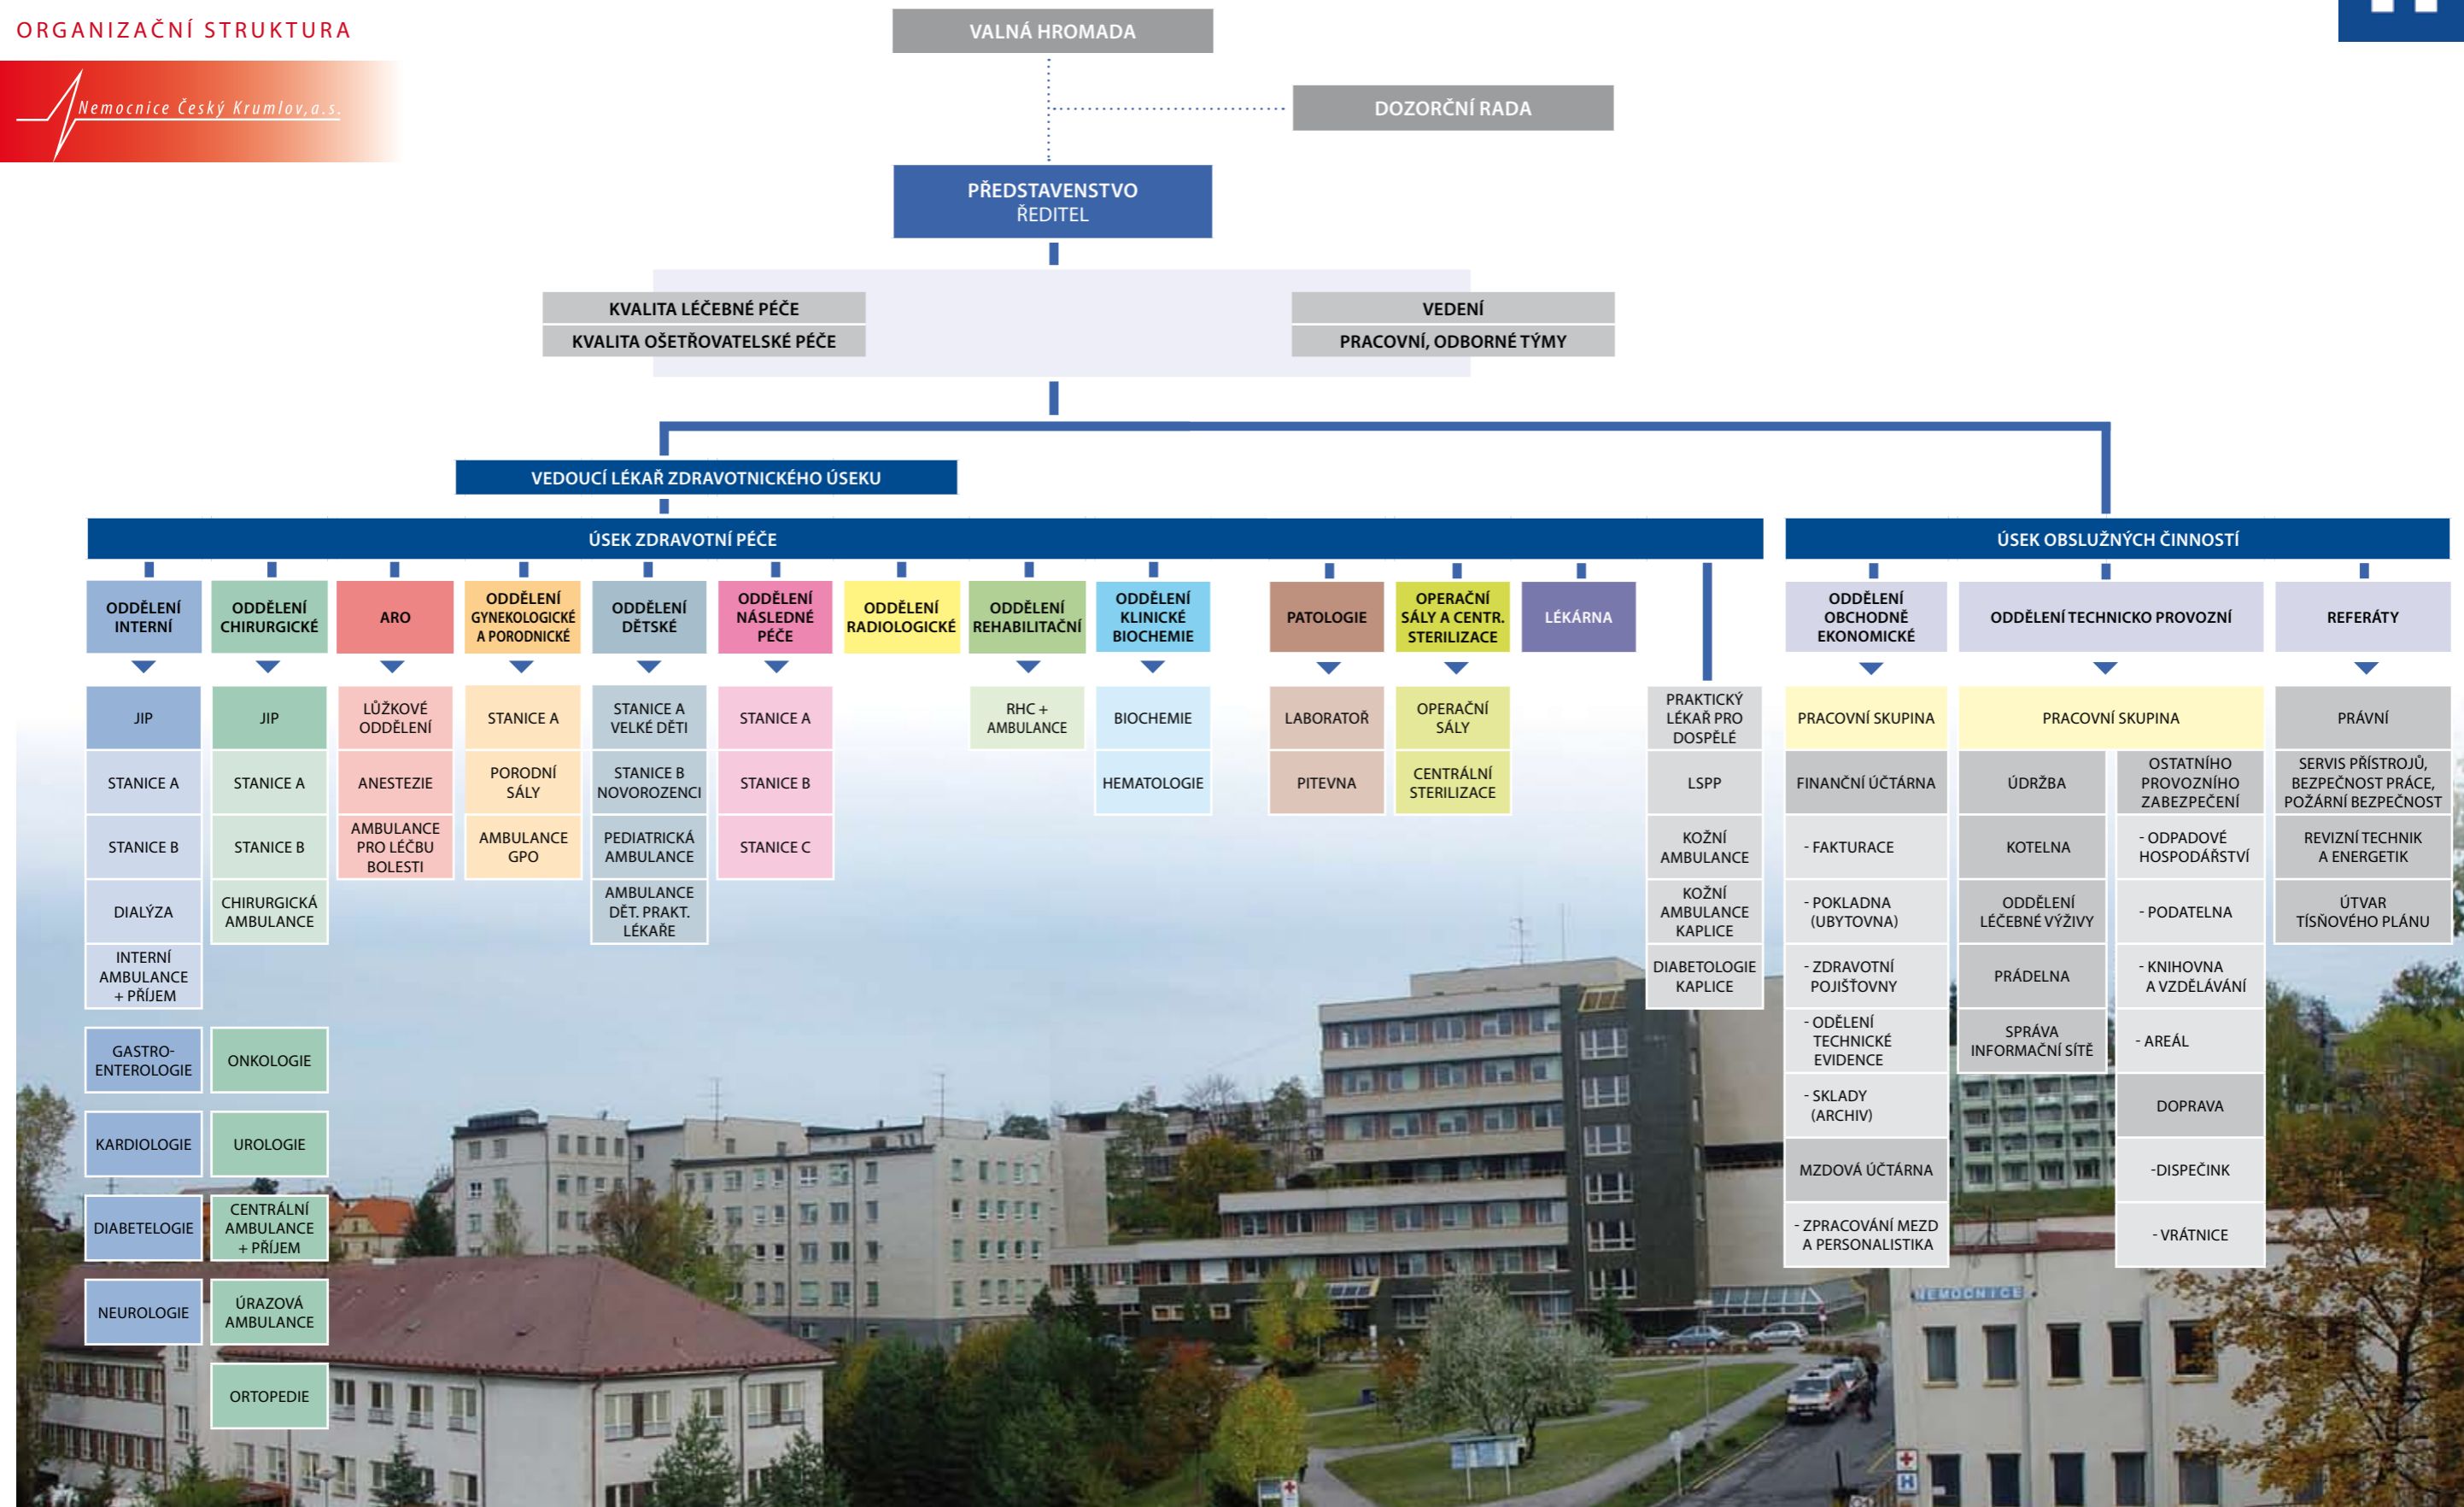 ORGANIZAČNÍ STRUKTURA
Nemocnice Český Krumlov,a.s.
VALNÁ HROMADA
DOZORČNÍ RADA
PŘEDSTAVENSTVO
ŘEDITEL
KVALITA LÉČEBNÉ PÉČE
KVALITA OŠETŘOVATELSKÉ PÉČE
VEDENÍ
PRACOVNÍ, ODBORNÉ TÝMY
VEDOUCÍ LÉKAŘ ZDRAVOTNICKÉHO ÚSEKU
ÚSEK ZDRAVOTNÍ PÉČE
ODDĚLENÍ
INTERNÍ
JIP
STANICE A
STANICE B
DIALÝZA
INTERNÍ
AMBULANCE
+ PŘÍJEM
GASTRO-
ENTEROLOGIE
KARDIOLOGIE
DIABETELOGIE
NEUROLOGIE
ODDĚLENÍ
CHIRURGICKÉ
JIP
STANICE A
STANICE B
CHIRURGICKÁ
AMBULANCE
ONKOLOGIE
UROLOGIE
CENTRÁLNÍ
AMBULANCE
+ PŘÍJEM
ÚRAZOVÁ
AMBULANCE
ORTOPEDIE
ARO
LŮŽKOVÉ
ODDĚLENÍ
ANESTEZIE
AMBULANCE
PRO LÉČBU
BOLESTI
ODDĚLENÍ
GYNEKOLOGICKÉ
A PORODNICKÉ
STANICE A
PORODNÍ
SÁLY
AMBULANCE
GPO
ODDĚLENÍ
DĚTSKÉ
STANICE A
VELKÉ DĚTI
STANICE B
NOVOROZENCI
PEDIATRICKÁ
AMBULANCE
AMBULANCE
DĚT. PRAKT.
LÉKAŘE
ODDĚLENÍ
NÁSLEDNÉ
PÉČE
STANICE A
STANICE B
STANICE C
ODDĚLENÍ
RADIOLOGICKÉ
ODDĚLENÍ
REHABILITAČNÍ
RHC +
AMBULANCE
ODDĚLENÍ
KLINICKÉ
BIOCHEMIE
BIOCHEMIE
HEMATOLOGIE
PATOLOGIE
LABORATOŘ
PITEVNA
OPERAČNÍ
SÁLY A CENTR.
STERILIZACE
OPERAČNÍ
SÁLY
CENTRÁLNÍ
STERILIZACE
LÉKÁRNA
PRAKTICKÝ
LÉKAŘ PRO
DOSPĚLÉ
LSPP
KOŽNÍ
AMBULANCE
KOŽNÍ
AMBULANCE
KAPLICE
DIABETOLOGIE
KAPLICE
ÚSEK OBSLUŽNÝCH ČINNOSTÍ
ODDĚLENÍ
OBCHODNĚ
EKONOMICKÉ
PRACOVNÍ SKUPINA
FINANČNÍ ÚČTÁRNA
- FAKTURACE
- POKLADNA
(UBYTOVNA)
- ZDRAVOTNÍ
POJIŠŤOVNY
- ODĚLENÍ
TECHNICKÉ
EVIDENCE
- SKLADY
(ARCHIV)
MZDOVÁ ÚČTÁRNA
- ZPRACOVÁNÍ MEZD
A PERSONALISTIKA
ODDĚLENÍ TECHNICKO PROVOZNÍ
PRACOVNÍ SKUPINA
ÚDRŽBA
KOTELNA
ODDĚLENÍ
LÉČEBNÉ VÝŽIVY
PRÁDELNA
SPRÁVA
INFORMAČNÍ SÍTĚ
OSTATNÍHO
PROVOZNÍHO
ZABEZPEČENÍ
- ODPADOVÉ
HOSPODÁŘSTVÍ
- PODATELNA
- KNIHOVNA
A VZDĚLÁVÁNÍ
- AREÁL
DOPRAVA
-DISPEČINK
- VRÁTNICE
REFERÁTY
PRÁVNÍ
SERVIS PŘÍSTROJŮ,
BEZPEČNOST PRÁCE,
POŽÁRNÍ BEZPEČNOST
REVIZNÍ TECHNIK
A ENERGETIK
ÚTVAR
TÍSŇOVÉHO PLÁNU
NEMOCNICE
H